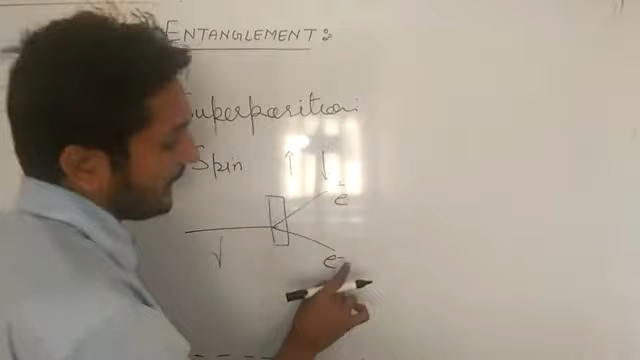 ENTANGLEMENT:
Superposition:
Spin ↑ ↓
e+
e-